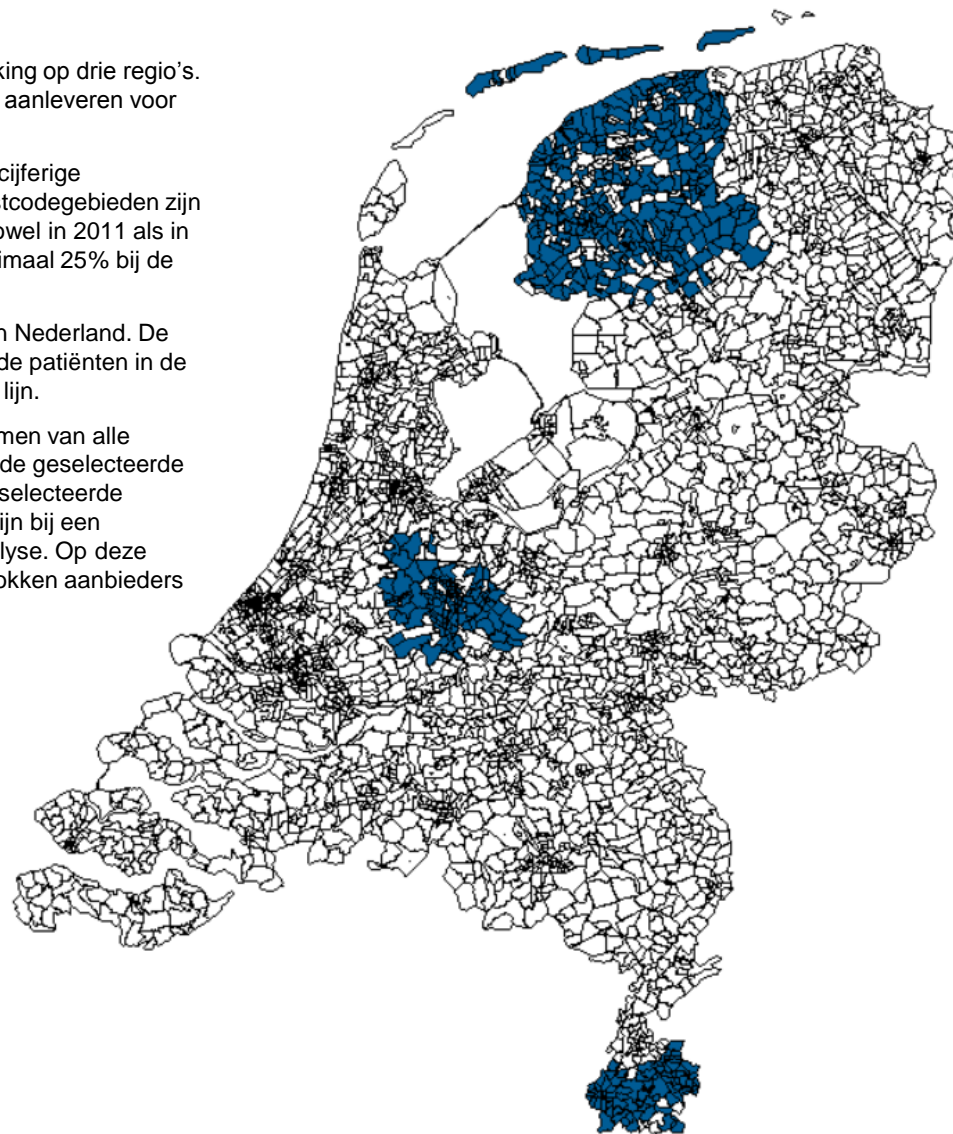 king op drie regio's.
aanleveren voor
cijferige
stcodegebieden zijn
owel in 2011 als in
imaal 25% bij de
n Nederland. De
de patiënten in de
lijn.
men van alle
de geselecteerde
selecteerde
ijn bij een
lyse. Op deze
okken aanbieders